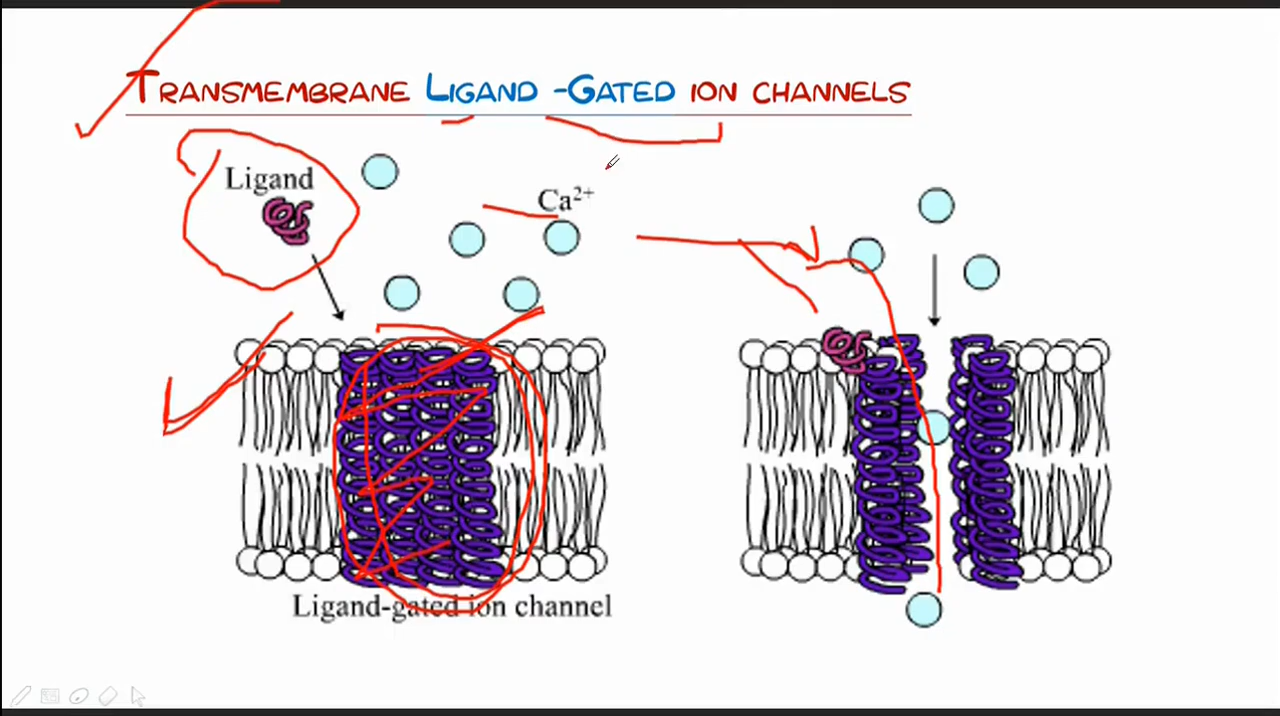 TRANSMEMBRANE LIGAND -GATED ION CHANNELS
Ligand
Ca²⁺
Ligand-gated ion channel